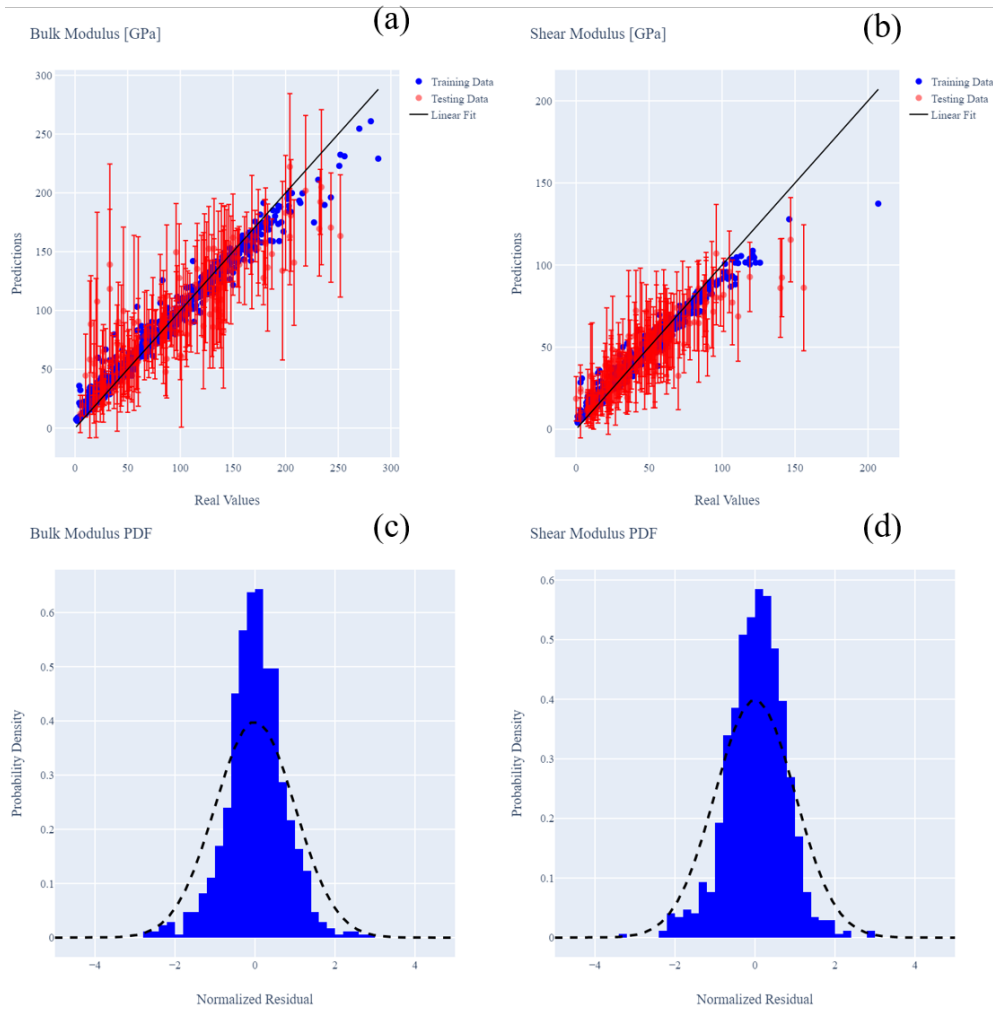 (a)
Bulk Modulus [GPa]
300
250
200
150
100
50
0
0 50 100 150 200 250 300
Predictions
Real Values
Training Data
Testing Data
Linear Fit
(b)
Shear Modulus [GPa]
200
150
100
50
0
0 50 100 150 200
Predictions
Real Values
Training Data
Testing Data
Linear Fit
(c)
Bulk Modulus PDF
0.6
0.5
0.4
0.3
0.2
0.1
0
−4 −2 0 2 4
Probability Density
Normalized Residual
(d)
Shear Modulus PDF
0.6
0.5
0.4
0.3
0.2
0.1
0
−4 −2 0 2 4
Probability Density
Normalized Residual